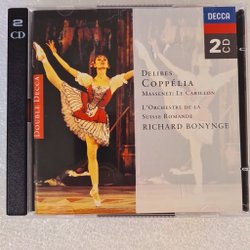 2
CD
DECCA
2CD
DELIBES
COPPÉLIA
MASSENET: LE CARILLON
L'ORCHESTRE DE LA
SUISSE ROMANDE
RICHARD BONYNGE
DOUBLE DECCA